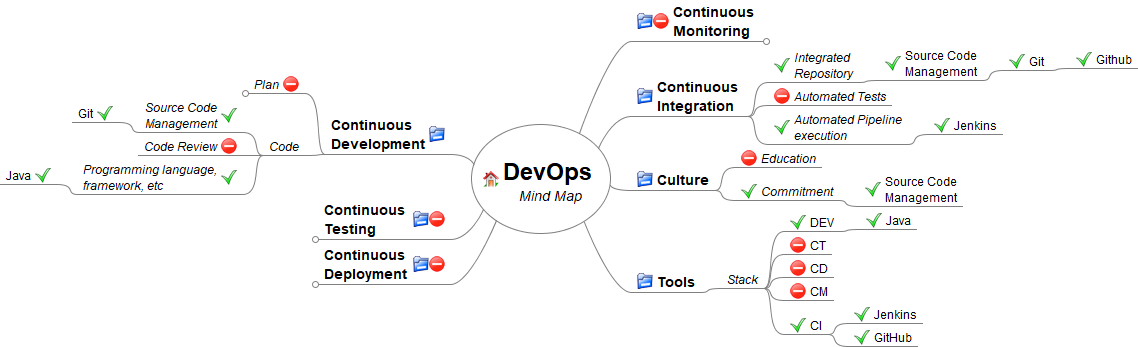 DevOps
Mind Map
Continuous
Development
Plan
Code
Source Code
Management
Git
Code Review
Programming language,
framework, etc
Java
Continuous
Testing
Continuous
Deployment
Continuous
Monitoring
Continuous
Integration
Integrated
Repository
Source Code
Management
Git
Github
Automated Tests
Automated Pipeline
execution
Jenkins
Culture
Education
Commitment
Source Code
Management
Tools
Stack
DEV
Java
CT
CD
CM
CI
Jenkins
GitHub